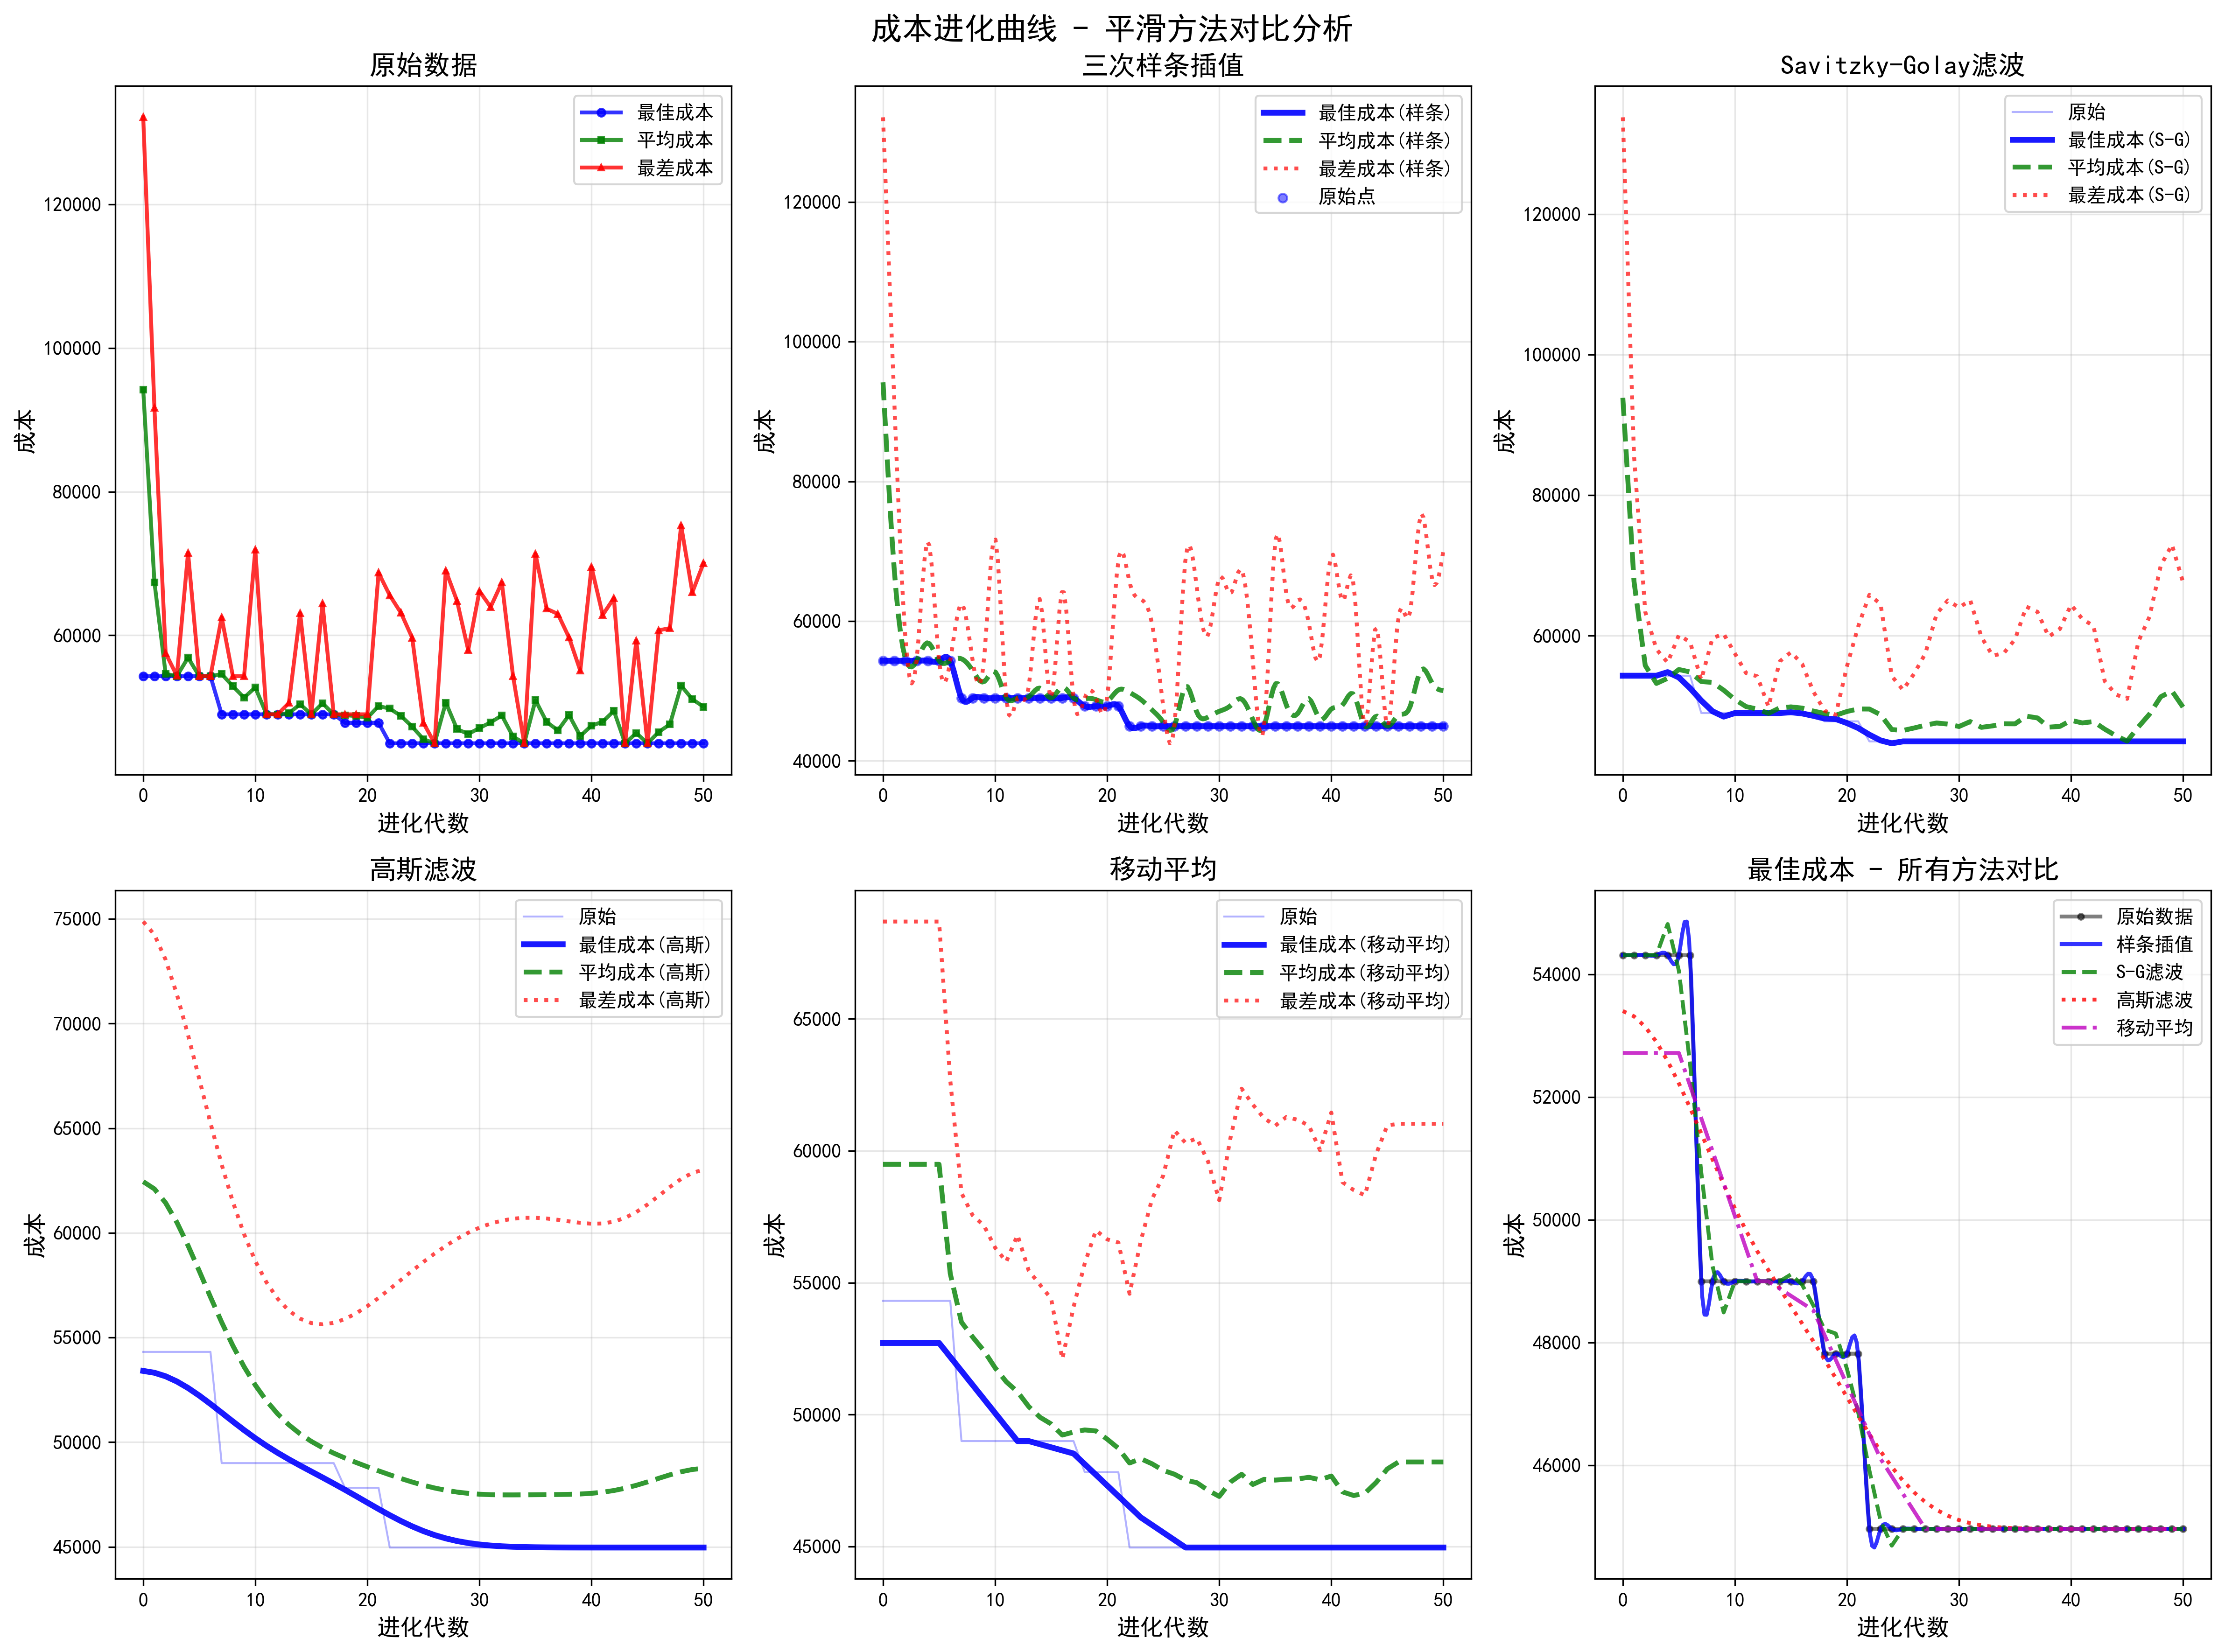 成本进化曲线 - 平滑方法对比分析
原始数据
最佳成本
平均成本
最差成本
120000
100000
80000
60000
成本
0 10 20 30 40 50
进化代数
三次样条插值
最佳成本(样条)
平均成本(样条)
最差成本(样条)
原始点
120000
100000
80000
60000
40000
成本
0 10 20 30 40 50
进化代数
Savitzky-Golay滤波
原始
最佳成本(S-G)
平均成本(S-G)
最差成本(S-G)
120000
100000
80000
60000
成本
0 10 20 30 40 50
进化代数
高斯滤波
原始
最佳成本(高斯)
平均成本(高斯)
最差成本(高斯)
75000
70000
65000
60000
55000
50000
45000
成本
0 10 20 30 40 50
进化代数
移动平均
原始
最佳成本(移动平均)
平均成本(移动平均)
最差成本(移动平均)
65000
60000
55000
50000
45000
成本
0 10 20 30 40 50
进化代数
最佳成本 - 所有方法对比
原始数据
样条插值
S-G滤波
高斯滤波
移动平均
54000
52000
50000
48000
46000
成本
0 10 20 30 40 50
进化代数